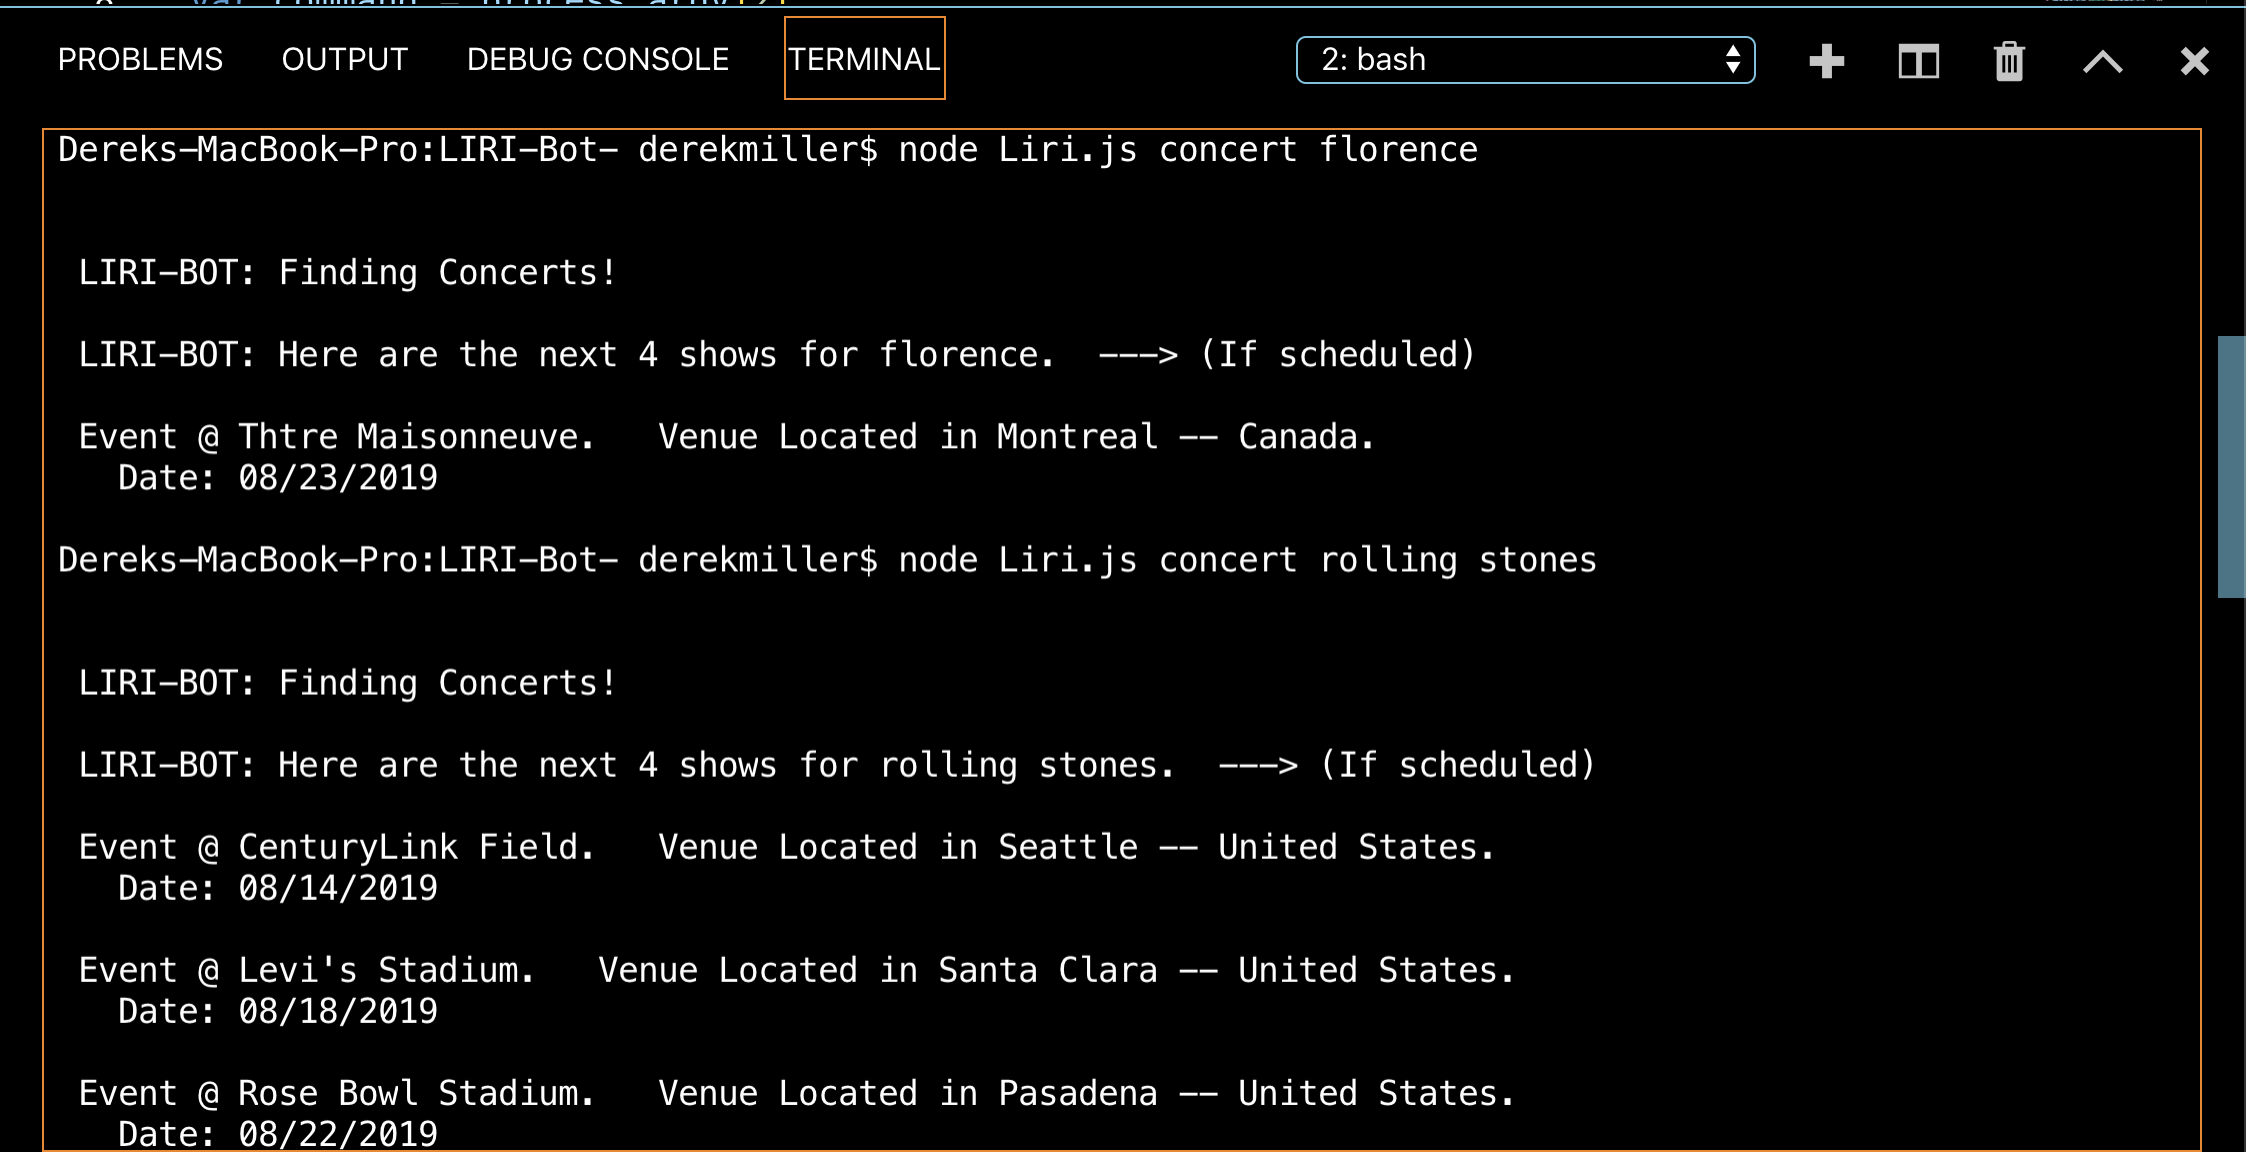 PROBLEMS OUTPUT DEBUG CONSOLE TERMINAL 2: bash
Dereks-MacBook-Pro:LIRI-Bot- derekmiller$ node Liri.js concert florence
LIRI-BOT: Finding Concerts!
LIRI-BOT: Here are the next 4 shows for florence.  ---> (If scheduled)
Event @ Thtre Maisonneuve.   Venue Located in Montreal -- Canada.
Date: 08/23/2019
Dereks-MacBook-Pro:LIRI-Bot- derekmiller$ node Liri.js concert rolling stones
LIRI-BOT: Finding Concerts!
LIRI-BOT: Here are the next 4 shows for rolling stones.  ---> (If scheduled)
Event @ CenturyLink Field.   Venue Located in Seattle -- United States.
Date: 08/14/2019
Event @ Levi's Stadium.   Venue Located in Santa Clara -- United States.
Date: 08/18/2019
Event @ Rose Bowl Stadium.   Venue Located in Pasadena -- United States.
Date: 08/22/2019